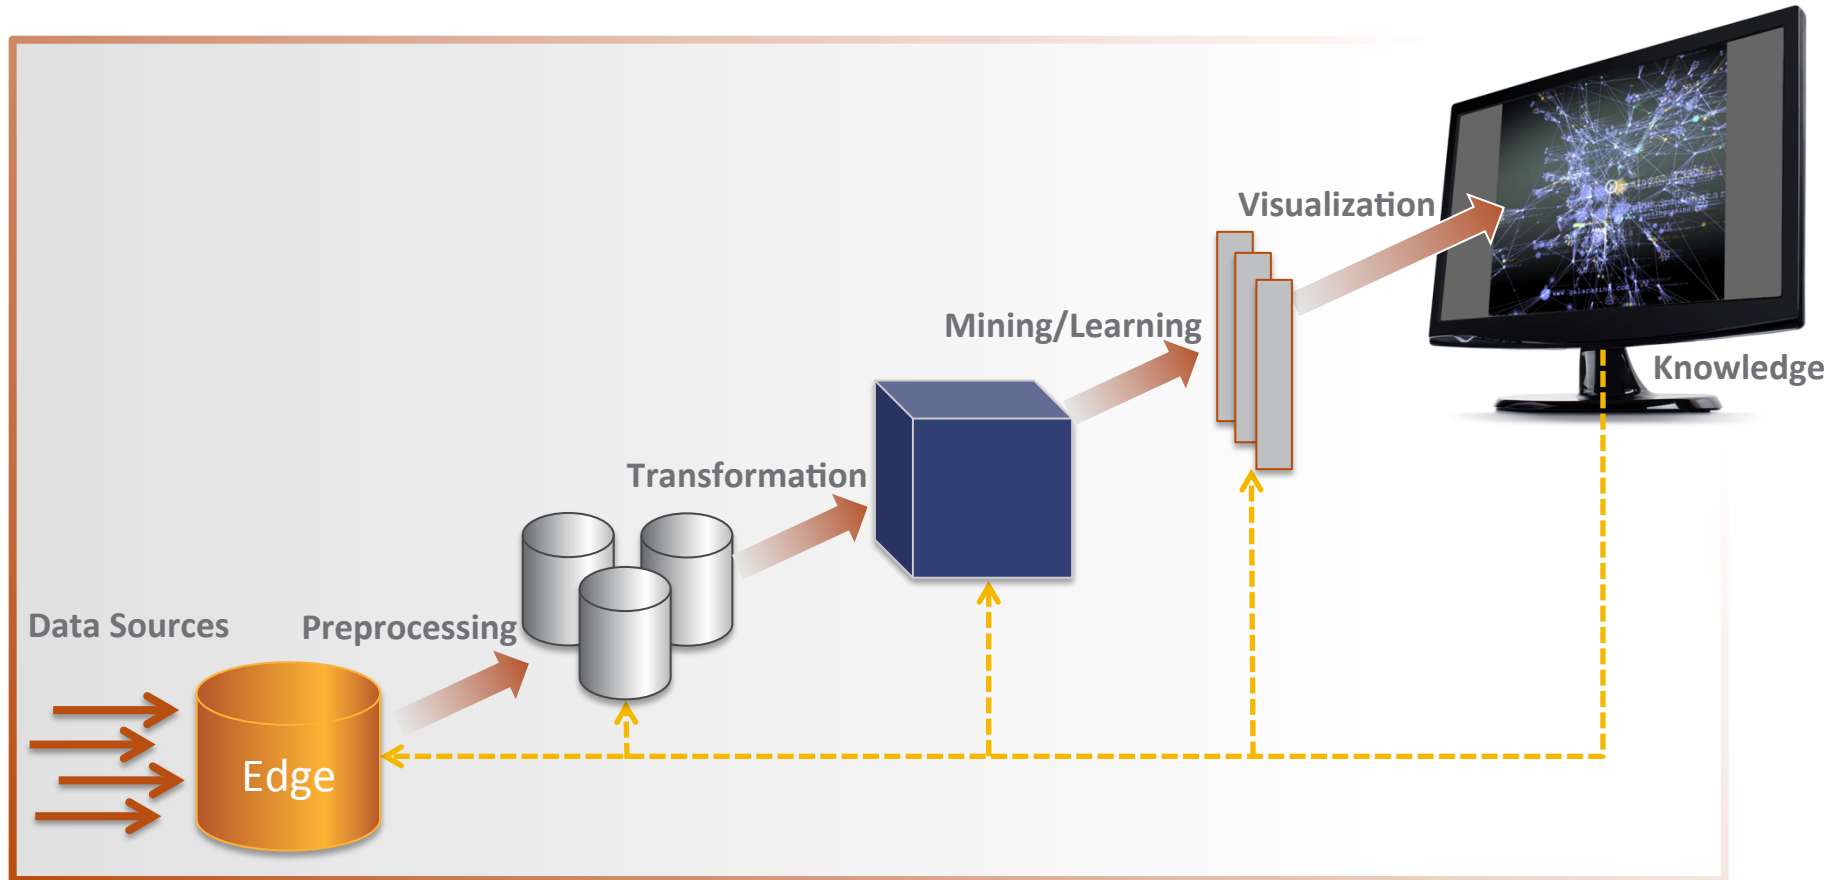 Visualization
Mining/Learning
Knowledge
Transformation
Data Sources
Preprocessing
Edge